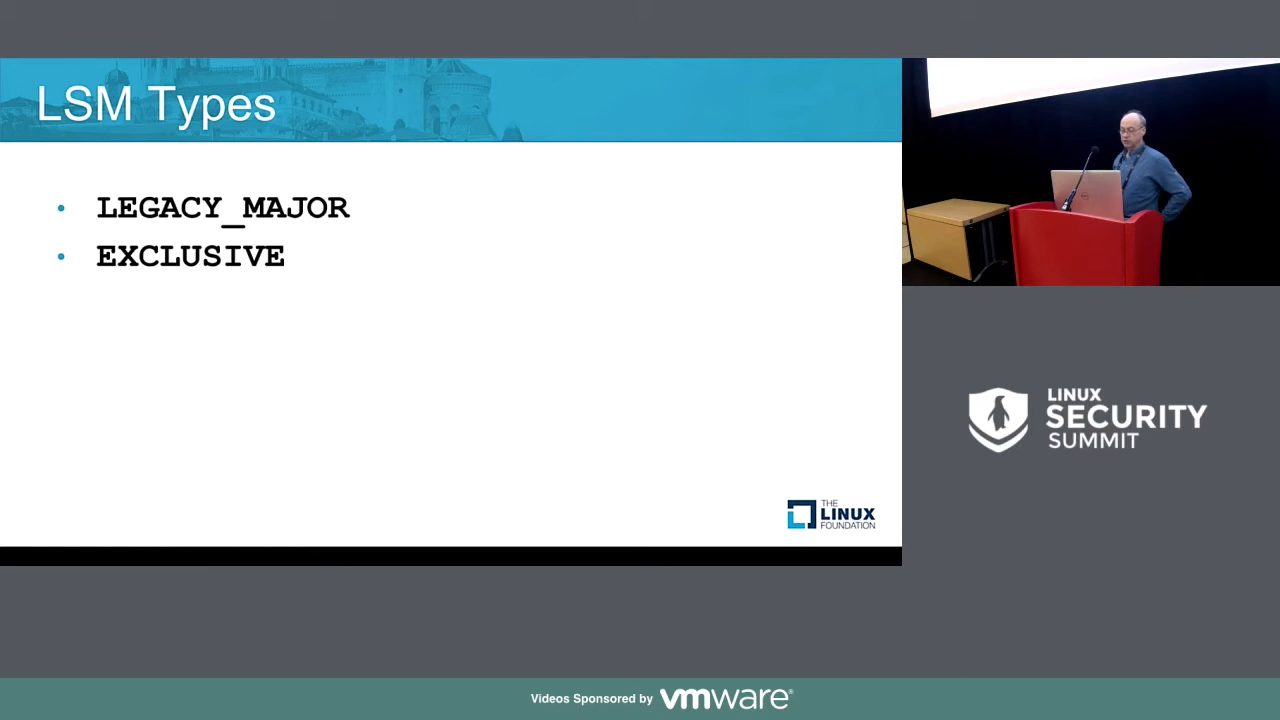 LSM Types
• LEGACY_MAJOR
• EXCLUSIVE
THE
LINUX
FOUNDATION
LINUX
SECURITY
SUMMIT
Videos Sponsored by vmware®